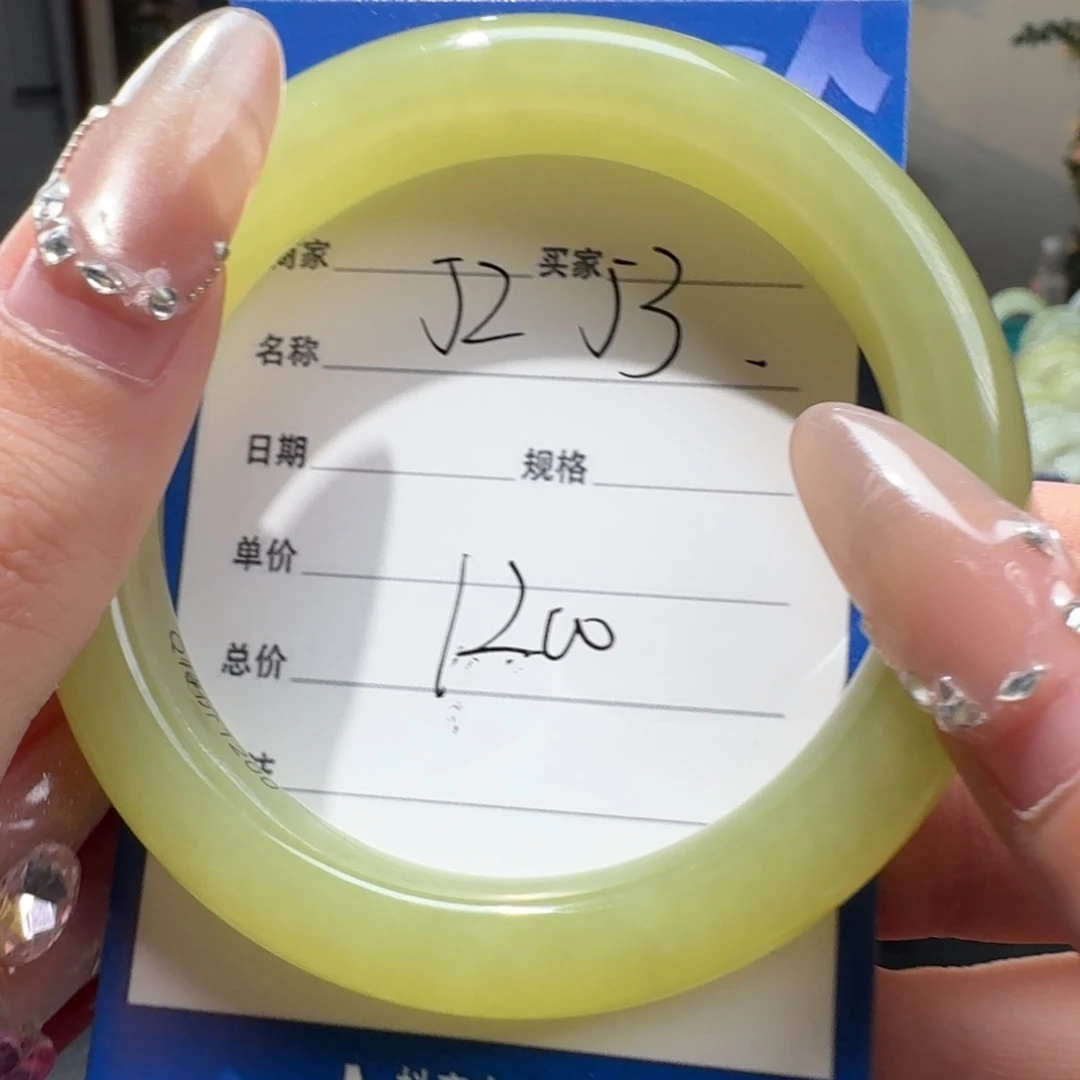 商家 J2 买家 J3
名称
日期 规格
单价
总价 1200